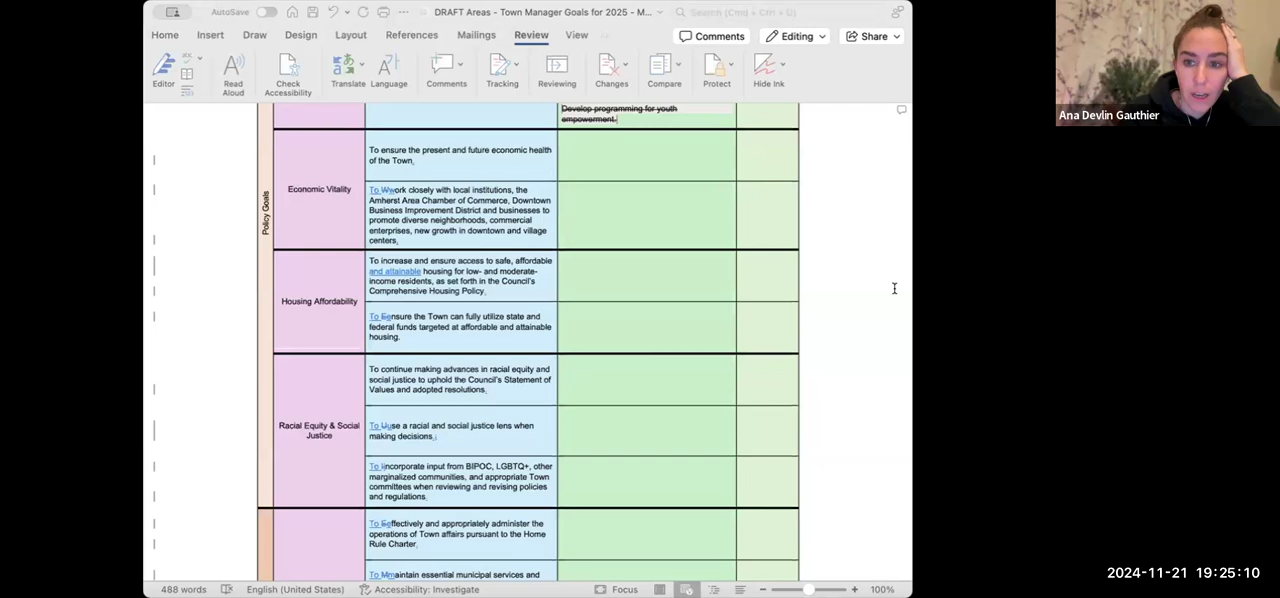 AutoSave
DRAFT Areas - Town Manager Goals for 2025 - M...
Search (Cmd + Ctrl + U)
Home
Insert
Draw
Design
Layout
References
Mailings
Review
View
Comments
Editing
Share
Editor
Read Aloud
Check Accessibility
Translate
Language
Comments
Tracking
Reviewing
Changes
Compare
Protect
Hide Ink
Ana Devlin Gauthier
Develop programming for youth
empowerment.
Policy Goals
Economic Vitality
To ensure the present and future economic health
of the Town.
To Wwork closely with local institutions, the
Amherst Area Chamber of Commerce, Downtown
Business Improvement District and businesses to
promote diverse neighborhoods, commercial
enterprises, new growth in downtown and village
centers.
Housing Affordability
To increase and ensure access to safe, affordable
and attainable housing for low- and moderate-
income residents, as set forth in the Council's
Comprehensive Housing Policy.
To Eensure the Town can fully utilize state and
federal funds targeted at affordable and attainable
housing.
Racial Equity & Social
Justice
To continue making advances in racial equity and
social justice to uphold the Council's Statement of
Values and adopted resolutions.
To Uuse a racial and social justice lens when
making decisions.
To Iincorporate input from BIPOC, LGBTQ+, other
marginalized communities, and appropriate Town
committees when reviewing and revising policies
and regulations.
To Eeffectively and appropriately administer the
operations of Town affairs pursuant to the Home
Rule Charter.
To Mmaintain essential municipal services and
488 words
English (United States)
Accessibility: Investigate
Focus
100%
2024-11-21 19:25:10